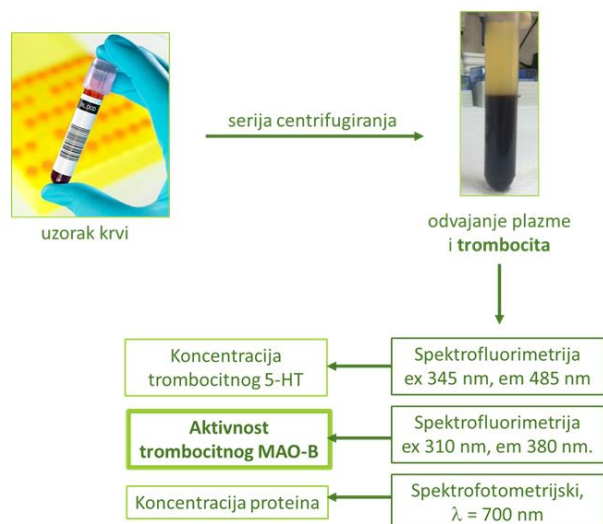 BLOOD
serija centrifugiranja
uzorak krvi
odvajanje plazme
i trombocita
Koncentracija
trombocitnog 5-HT
Spektrofluorimetrija
ex 345 nm, em 485 nm
Aktivnost
trombocitnog MAO-B
Spektrofluorimetrija
ex 310 nm, em 380 nm.
Koncentracija proteina
Spektrofotometrijski,
λ = 700 nm